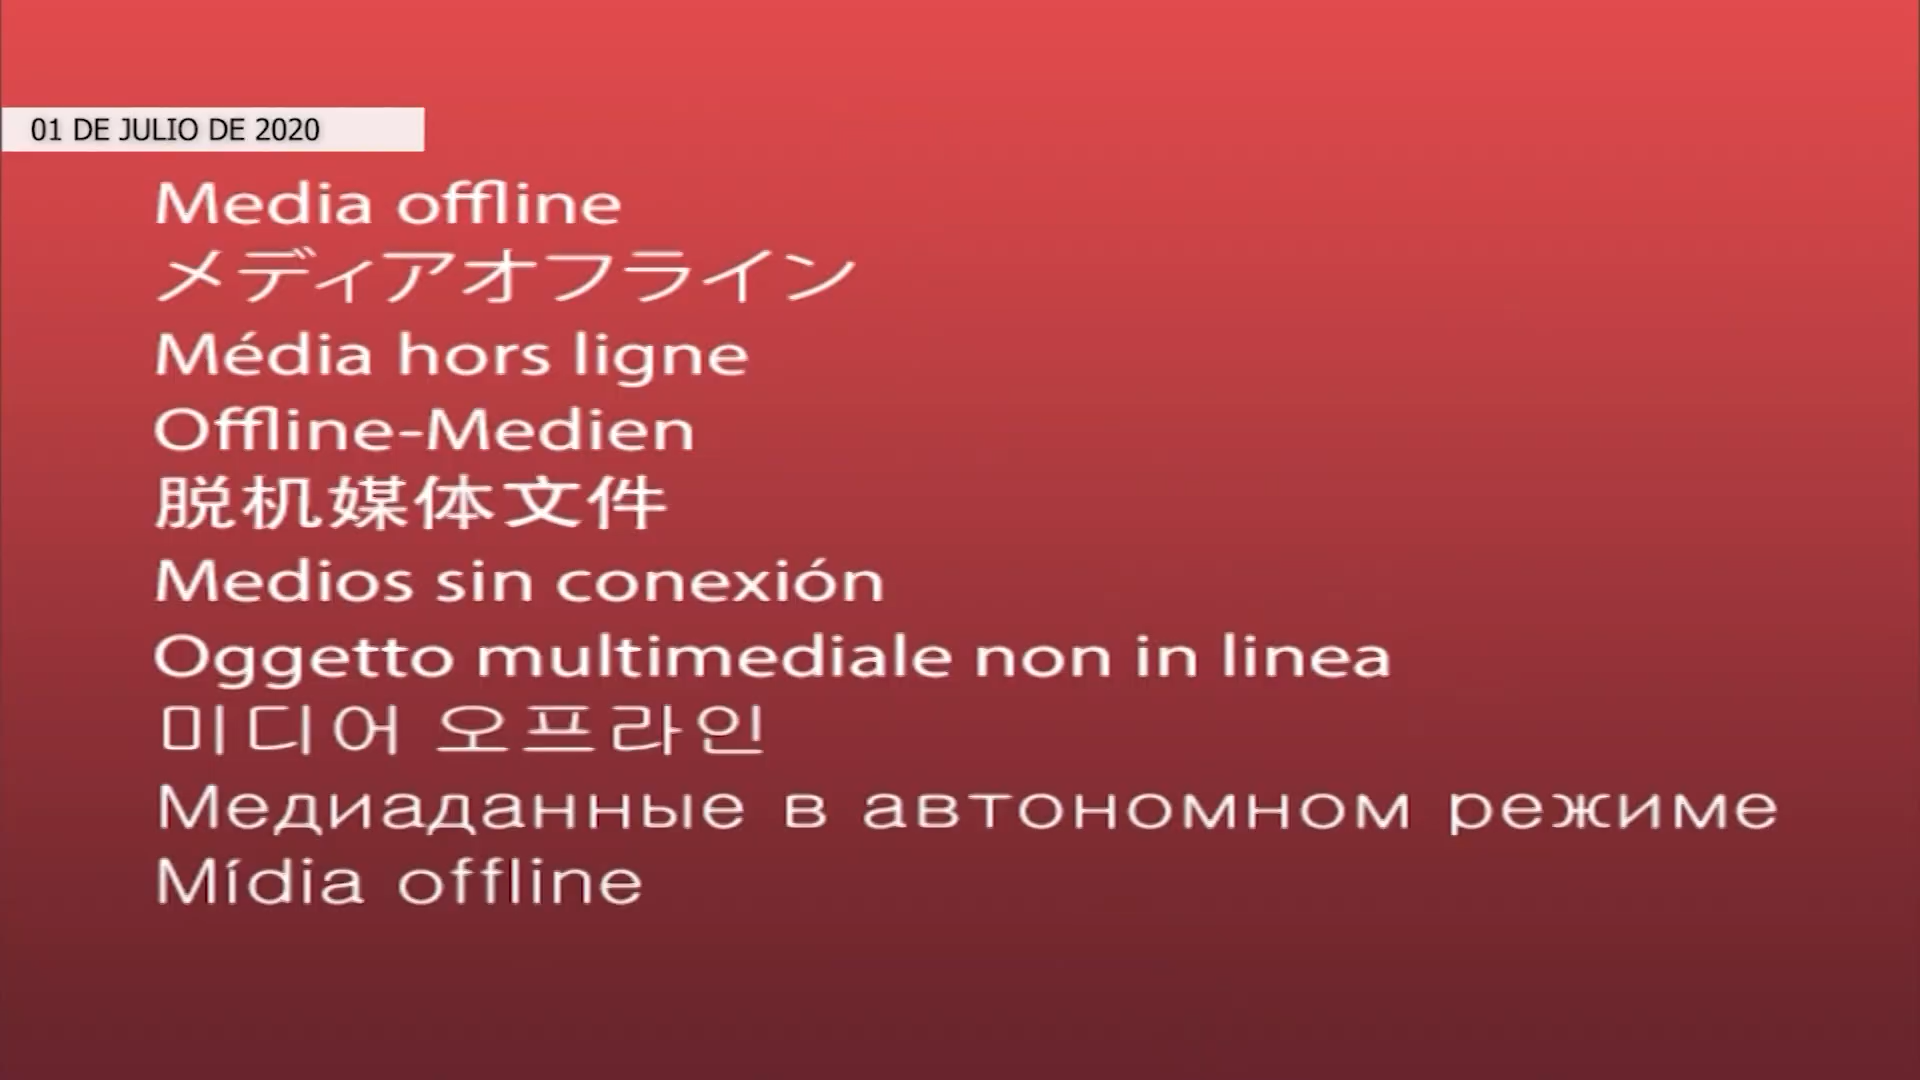 01 DE JULIO DE 2020
Media offline
メディアオフライン
Média hors ligne
Offline-Medien
脱机媒体文件
Medios sin conexión
Oggetto multimediale non in linea
미디어 오프라인
Медиаданные в автономном режиме
Mídia offline